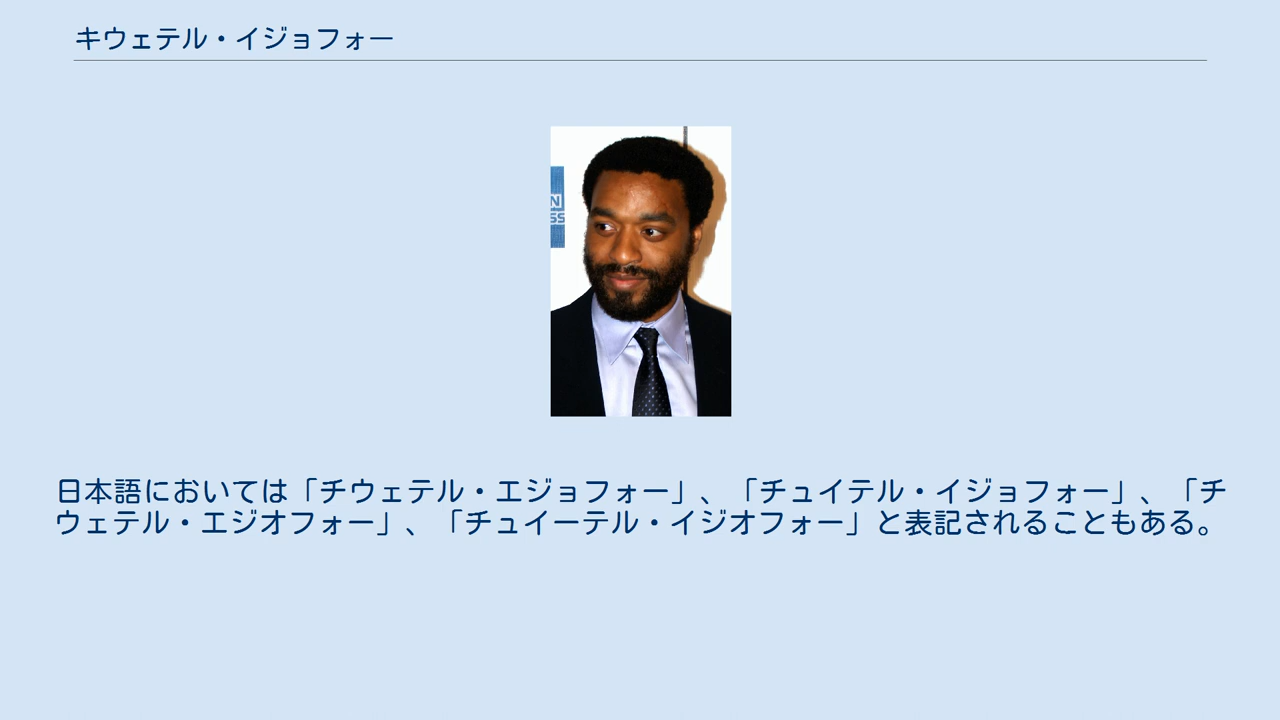 キウェテル・イジョフォー
N
SS
日本語においては「チウェテル・エジョフォー」、「チュイテル・イジョフォー」、「チ
ウェテル・エジオフォー」、「チュイーテル・イジオフォー」と表記されることもある。